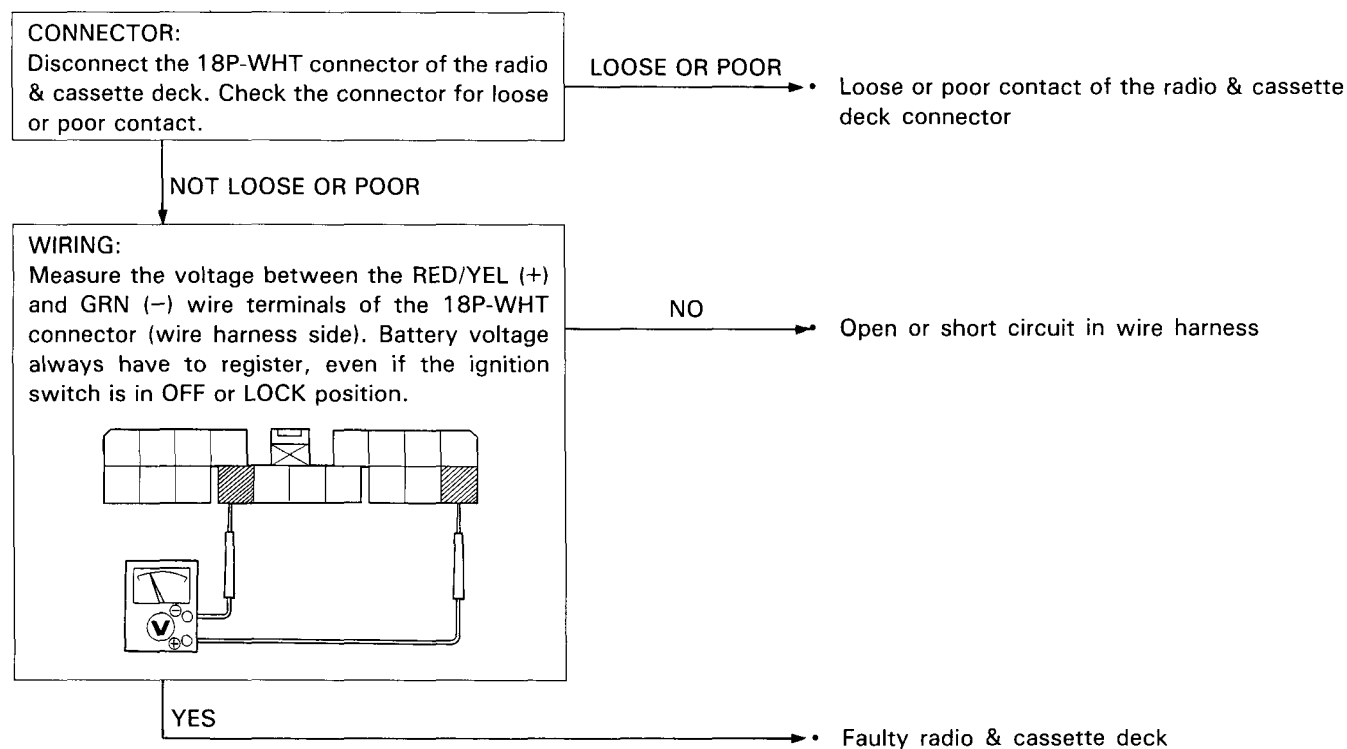 CONNECTOR:
Disconnect the 18P-WHT connector of the radio
& cassette deck. Check the connector for loose
or poor contact.
LOOSE OR POOR
• Loose or poor contact of the radio & cassette
deck connector
NOT LOOSE OR POOR
WIRING:
Measure the voltage between the RED/YEL (+)
and GRN (−) wire terminals of the 18P-WHT
connector (wire harness side). Battery voltage
always have to register, even if the ignition
switch is in OFF or LOCK position.
NO
• Open or short circuit in wire harness
⊖
V
⊕
YES
• Faulty radio & cassette deck